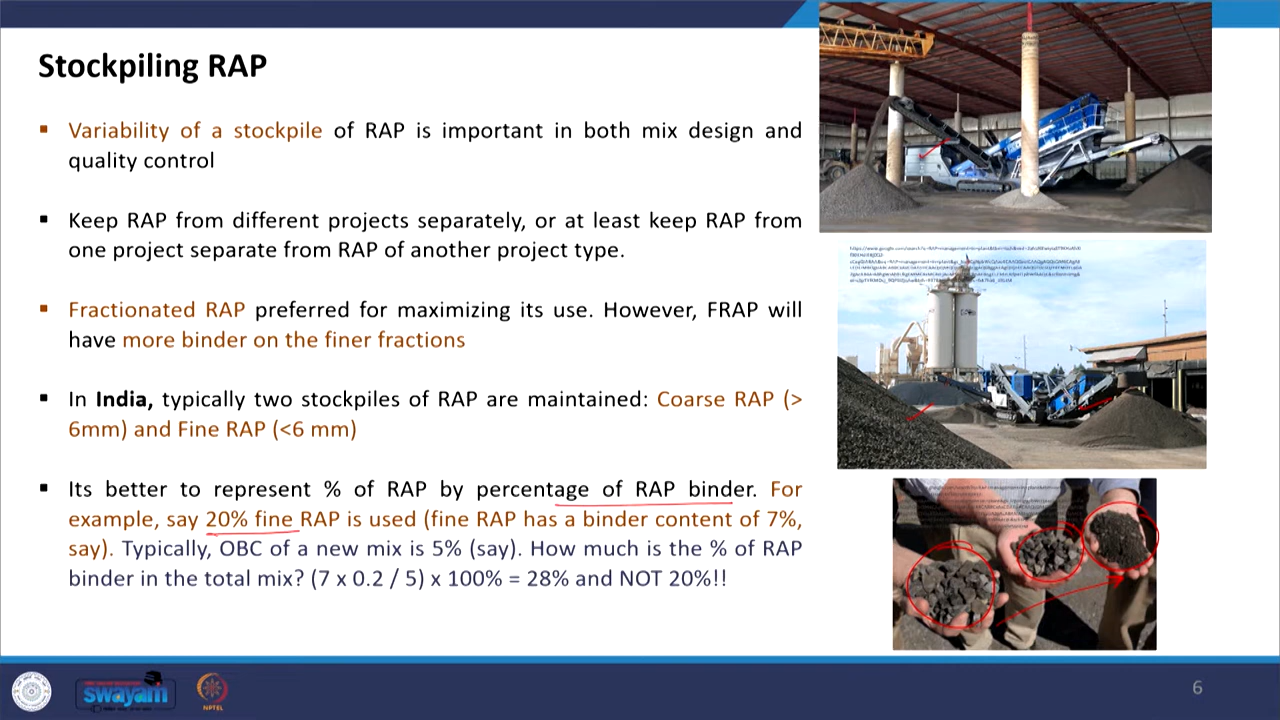 Stockpiling RAP
▪ Variability of a stockpile of RAP is important in both mix design and
quality control
▪ Keep RAP from different projects separately, or at least keep RAP from
one project separate from RAP of another project type.
▪ Fractionated RAP preferred for maximizing its use. However, FRAP will
have more binder on the finer fractions
▪ In India, typically two stockpiles of RAP are maintained: Coarse RAP (>
6mm) and Fine RAP (<6 mm)
▪ Its better to represent % of RAP by percentage of RAP binder. For
example, say 20% fine RAP is used (fine RAP has a binder content of 7%,
say). Typically, OBC of a new mix is 5% (say). How much is the % of RAP
binder in the total mix? (7 x 0.2 / 5) x 100% = 28% and NOT 20%!!
swayam
NPTEL
6